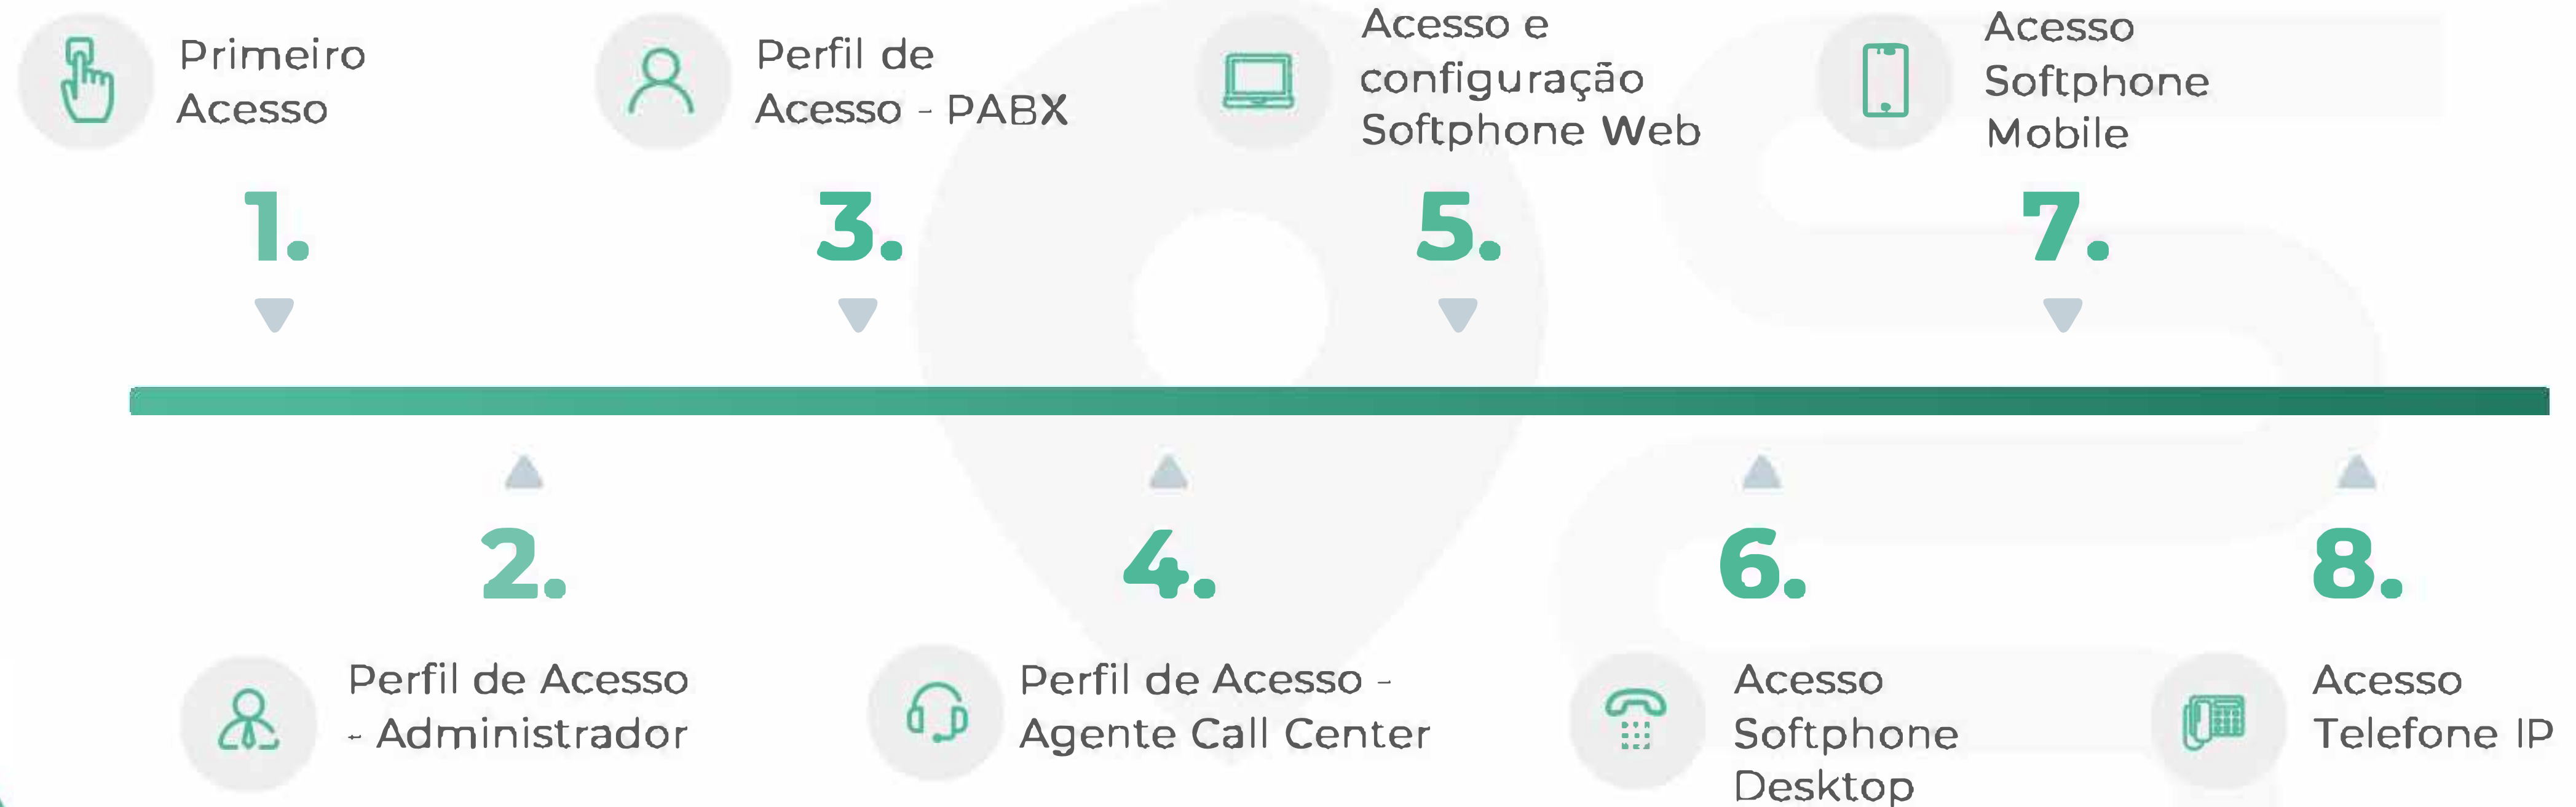 Primeiro
Acesso
1.
Perfil de Acesso
- Administrador
2.
Perfil de
Acesso - PABX
3.
Perfil de Acesso -
Agente Call Center
4.
Acesso e
configuração
Softphone Web
5.
Acesso
Softphone
Desktop
6.
Acesso
Softphone
Mobile
7.
Acesso
Telefone IP
8.